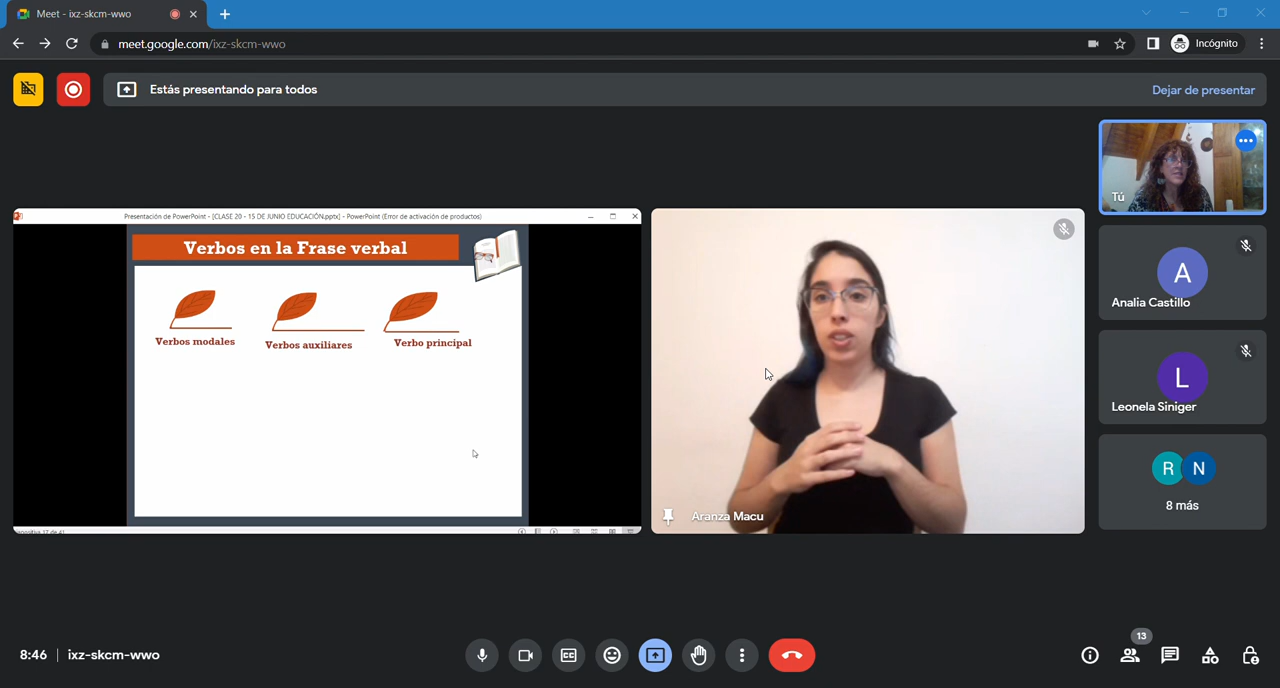 Meet - ixz-skcm-wwo
meet.google.com/ixz-skcm-wwo
Incógnito
Estás presentando para todos
Dejar de presentar
Presentación de PowerPoint - [CLASE 20 - 15 DE JUNIO EDUCACIÓN.pptx] - PowerPoint (Error de activación de productos)
Verbos en la Frase verbal
Verbos modales
Verbos auxiliares
Verbo principal
Aranza Macu
Tú
A
Analia Castillo
L
Leonela Siniger
R N
8 más
8:46 | ixz-skcm-wwo
13